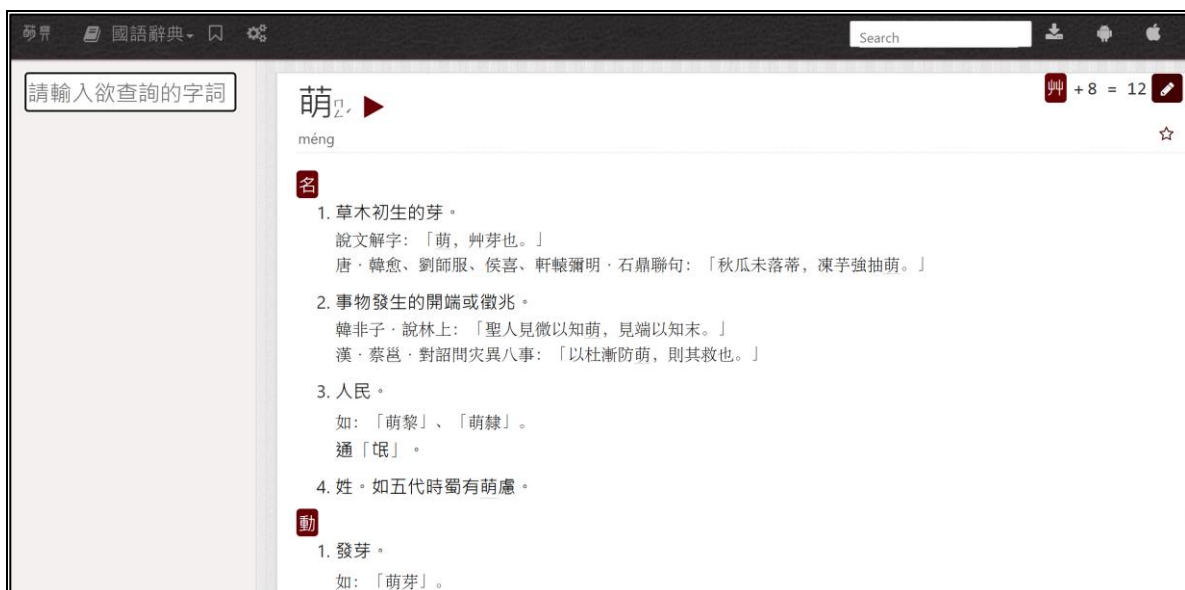 萌典 國語辭典 Search
請輸入欲查詢的字詞
萌 ㄇㄥˊ
艸 + 8 = 12
méng
名
1. 草木初生的芽。
說文解字:「萌,艸芽也。」
唐.韓愈、劉師服、侯喜、軒轅彌明.石鼎聯句:「秋瓜未落蒂,凍芋強抽萌。」
2. 事物發生的開端或徵兆。
韓非子.說林上:「聖人見微以知萌,見端以知末。」
漢.蔡邕.對詔問灾異八事:「以杜漸防萌,則其救也。」
3. 人民。
如:「萌黎」、「萌隸」。
通「氓」。
4. 姓。如五代時蜀有萌慮。
動
1. 發芽。
如:「萌芽」。